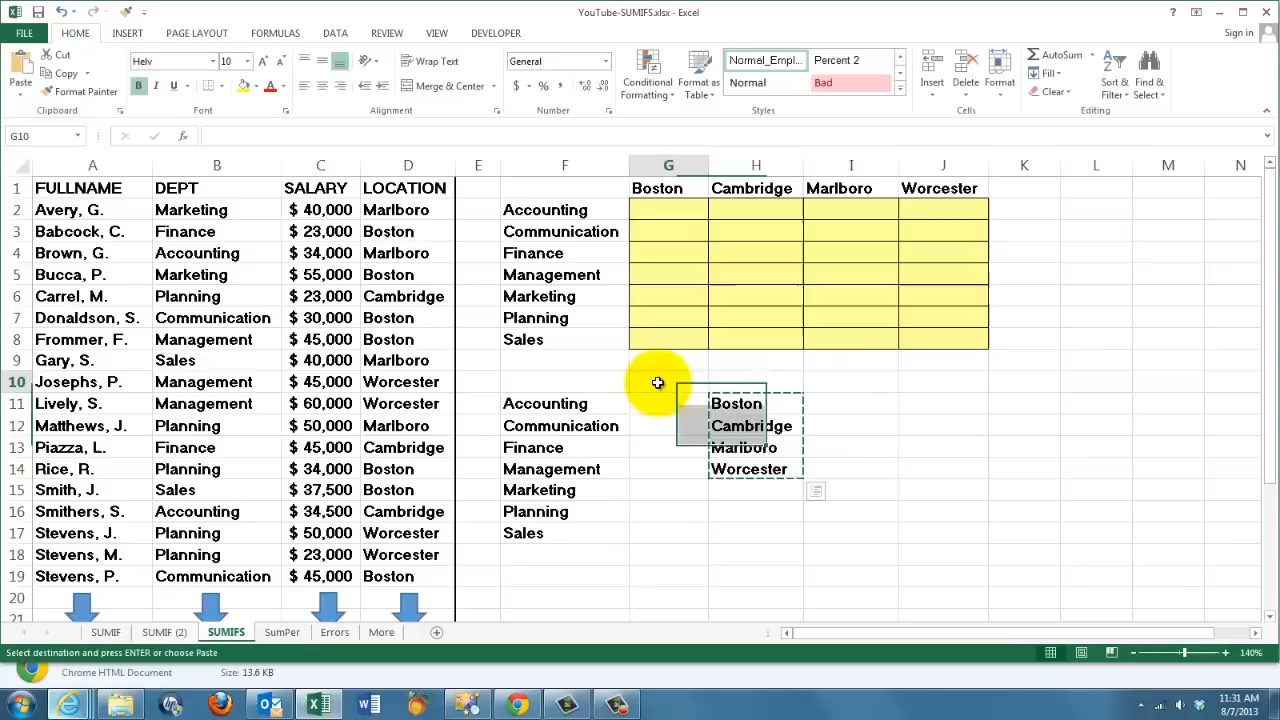 YouTube-SUMIFS.xlsx - Excel
FILE HOME INSERT PAGE LAYOUT FORMULAS DATA REVIEW VIEW DEVELOPER Sign in
Paste Cut Copy Format Painter Clipboard
Helv 10 B I U A Font
Wrap Text Merge & Center Alignment
General $ % , Number
Conditional Formatting Format as Table
Normal_Empl... Percent 2 Normal Bad Styles
Insert Delete Format Cells
AutoSum Fill Clear Sort & Filter Find & Select Editing
G10 fx
A B C D E F G H I J K L M N
1 FULLNAME DEPT SALARY LOCATION Boston Cambridge Marlboro Worcester
2 Avery, G. Marketing $ 40,000 Marlboro Accounting
3 Babcock, C. Finance $ 23,000 Boston Communication
4 Brown, G. Accounting $ 34,000 Marlboro Finance
5 Bucca, P. Marketing $ 55,000 Boston Management
6 Carrel, M. Planning $ 23,000 Cambridge Marketing
7 Donaldson, S. Communication $ 30,000 Boston Planning
8 Frommer, F. Management $ 45,000 Boston Sales
9 Gary, S. Sales $ 40,000 Marlboro
10 Josephs, P. Management $ 45,000 Worcester
11 Lively, S. Management $ 60,000 Worcester Accounting Boston
12 Matthews, J. Planning $ 50,000 Marlboro Communication Cambridge
13 Piazza, L. Finance $ 45,000 Cambridge Finance Marlboro
14 Rice, R. Planning $ 34,000 Boston Management Worcester
15 Smith, J. Sales $ 37,500 Boston Marketing
16 Smithers, S. Accounting $ 34,500 Cambridge Planning
17 Stevens, J. Planning $ 50,000 Worcester Sales
18 Stevens, M. Planning $ 23,000 Worcester
19 Stevens, P. Communication $ 45,000 Boston
20
21
SUMIF SUMIF (2) SUMIFS SumPer Errors More
Select destination and press ENTER or choose Paste 140%
Chrome HTML Document Size: 13.6 KB
11:31 AM
8/7/2013